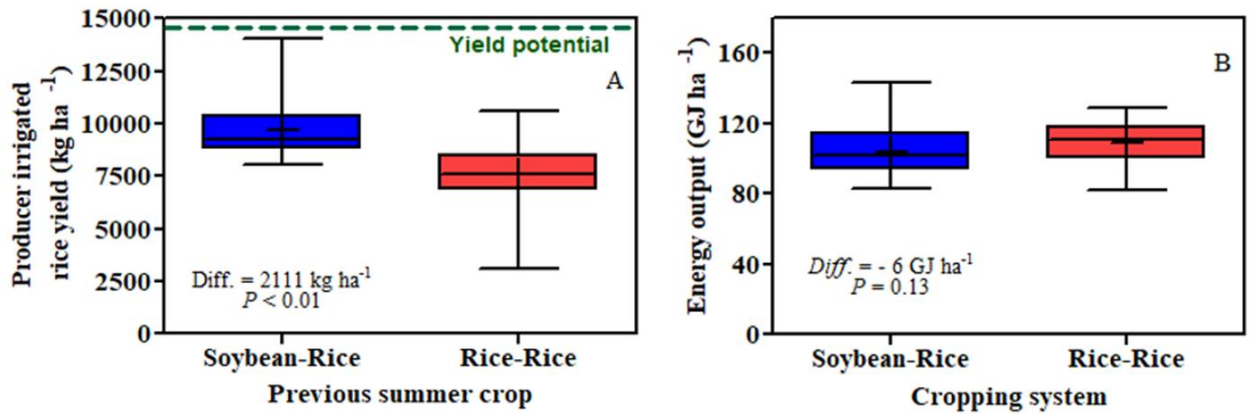 15000
12500
10000
7500
5000
2500
0
Producer irrigated
rice yield (kg ha ⁻¹)
Yield potential
A
Diff. = 2111 kg ha⁻¹
P < 0.01
Soybean-Rice Rice-Rice
Previous summer crop
160
120
80
40
0
Energy output (GJ ha ⁻¹)
B
Diff. = - 6 GJ ha⁻¹
P = 0.13
Soybean-Rice Rice-Rice
Cropping system